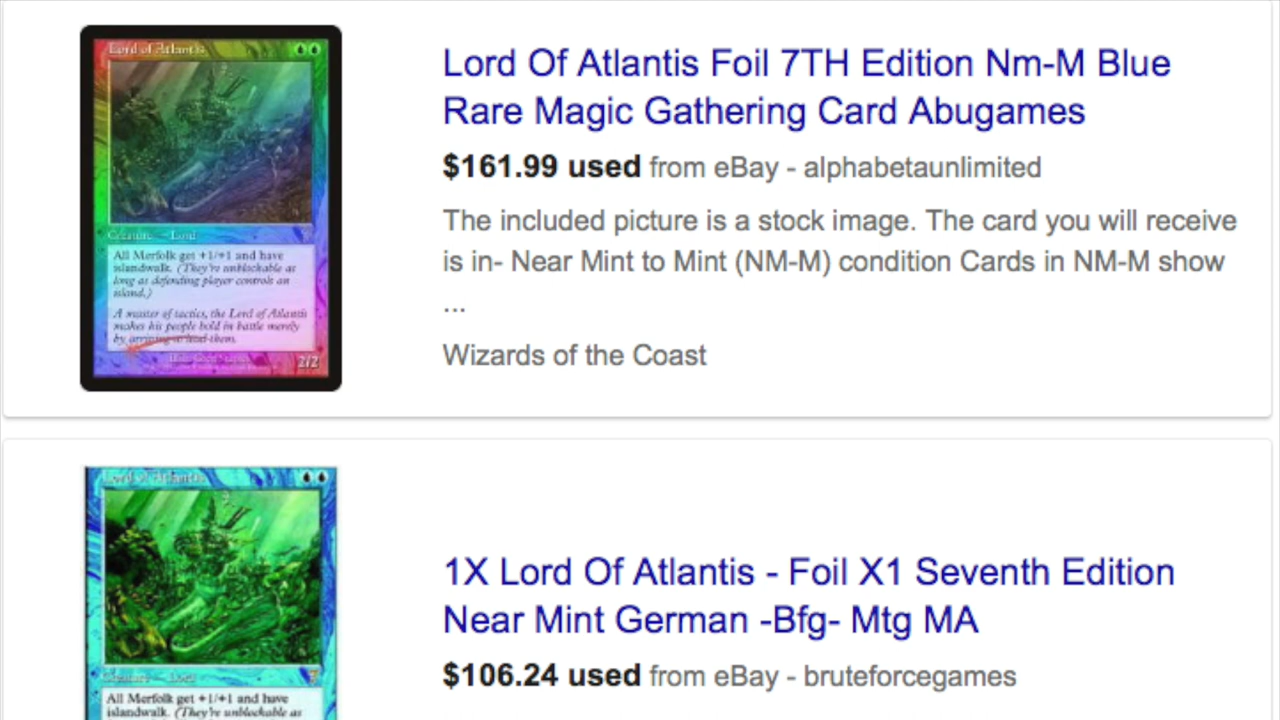 Lord of Atlantis
Creature — Lord
All Merfolk get +1/+1 and have
islandwalk. (They're unblockable as
long as defending player controls an
island.)
A master of tactics, the Lord of Atlantis
makes his people bold in battle merely
by arriving to lead them.
2/2
Lord Of Atlantis Foil 7TH Edition Nm-M Blue
Rare Magic Gathering Card Abugames
$161.99 used from eBay - alphabetaunlimited
The included picture is a stock image. The card you will receive
is in- Near Mint to Mint (NM-M) condition Cards in NM-M show
...
Wizards of the Coast
Lord of Atlantis
Creature — Lord
All Merfolk get +1/+1 and have
islandwalk. (They're unblockable as
1X Lord Of Atlantis - Foil X1 Seventh Edition
Near Mint German -Bfg- Mtg MA
$106.24 used from eBay - bruteforcegames